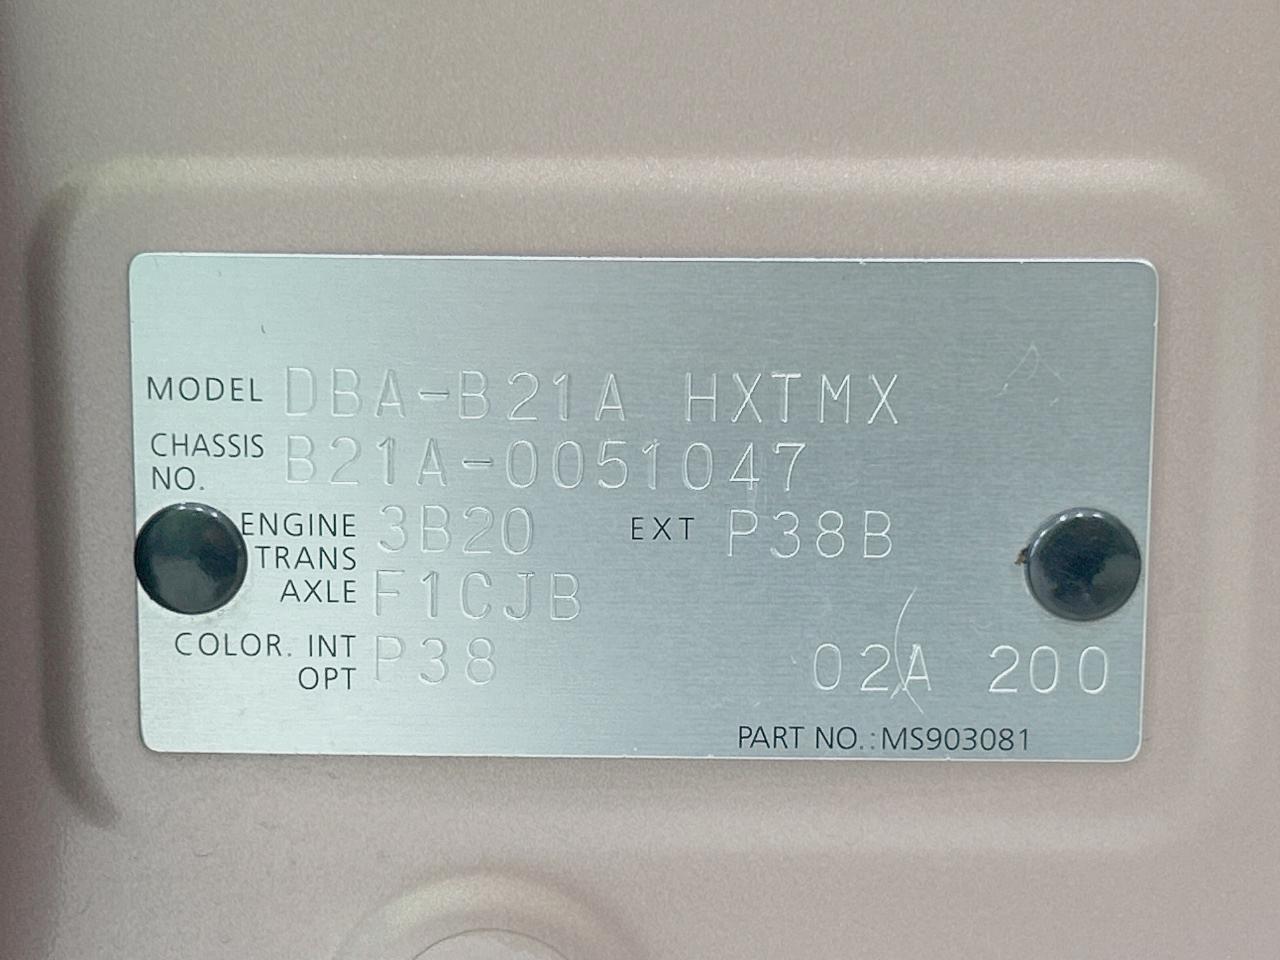 MODEL DBA-B21A HXTMX
CHASSIS NO. B21A-0051047
ENGINE 3B20 EXT P38B
TRANS AXLE F1CJB
COLOR. INT OPT P38 02A 200
PART NO.:MS903081